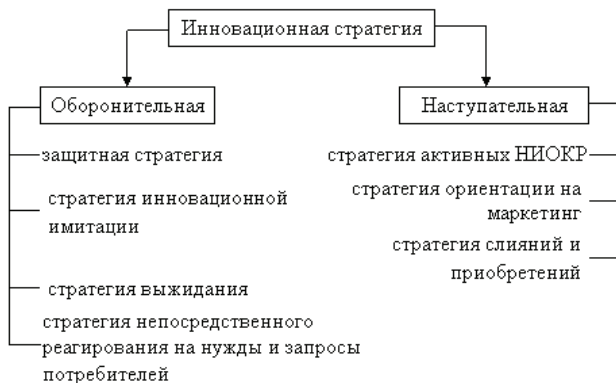 Инновационная стратегия
Оборонительная
Наступательная
защитная стратегия
стратегия инновационной
имитации
стратегия выжидания
стратегия непосредственного
реагирования на нужды и запросы
потребителей
стратегия активных НИОКР
стратегия ориентации на
маркетинг
стратегия слияний и
приобретений